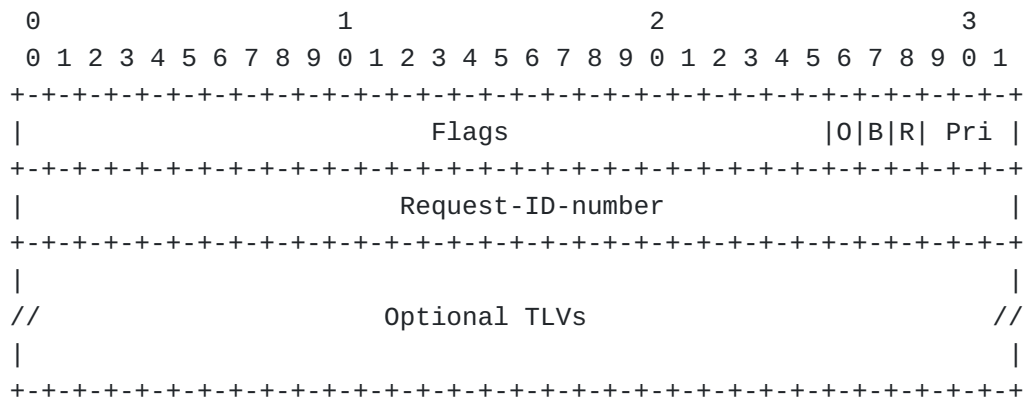 0                   1                   2                   3
 0 1 2 3 4 5 6 7 8 9 0 1 2 3 4 5 6 7 8 9 0 1 2 3 4 5 6 7 8 9 0 1
+-+-+-+-+-+-+-+-+-+-+-+-+-+-+-+-+-+-+-+-+-+-+-+-+-+-+-+-+-+-+-+-+
|                          Flags                    |O|B|R| Pri |
+-+-+-+-+-+-+-+-+-+-+-+-+-+-+-+-+-+-+-+-+-+-+-+-+-+-+-+-+-+-+-+-+
|                        Request-ID-number                      |
+-+-+-+-+-+-+-+-+-+-+-+-+-+-+-+-+-+-+-+-+-+-+-+-+-+-+-+-+-+-+-+-+
|                                                               |
//                      Optional TLVs                          //
|                                                               |
+-+-+-+-+-+-+-+-+-+-+-+-+-+-+-+-+-+-+-+-+-+-+-+-+-+-+-+-+-+-+-+-+